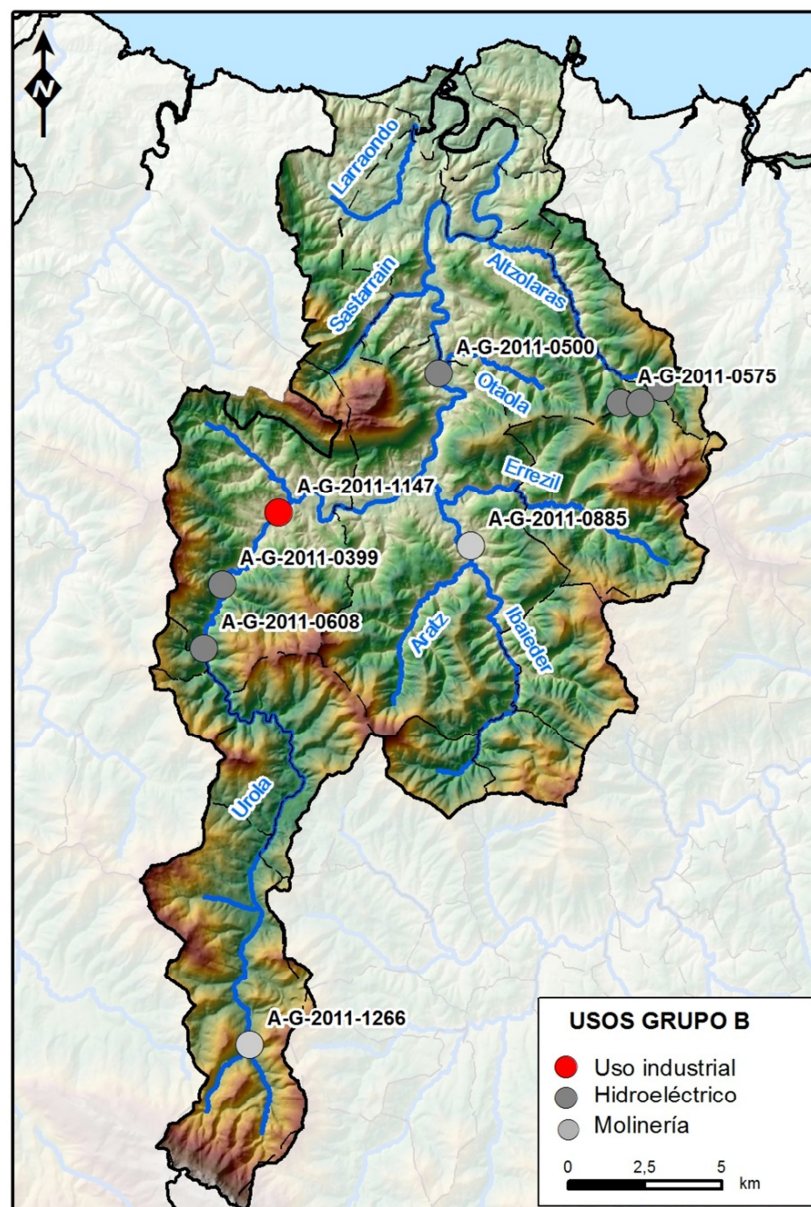 N
Larraondo
Altzolaras
Sastarrain
A-G-2011-0500
A-G-2011-0575
Otaola
Errezil
A-G-2011-1147
A-G-2011-0885
A-G-2011-0399
A-G-2011-0608
Aratz
Ibaieder
Urola
A-G-2011-1266
USOS GRUPO B
Uso industrial
Hidroeléctrico
Molinería
0 2,5 5
km